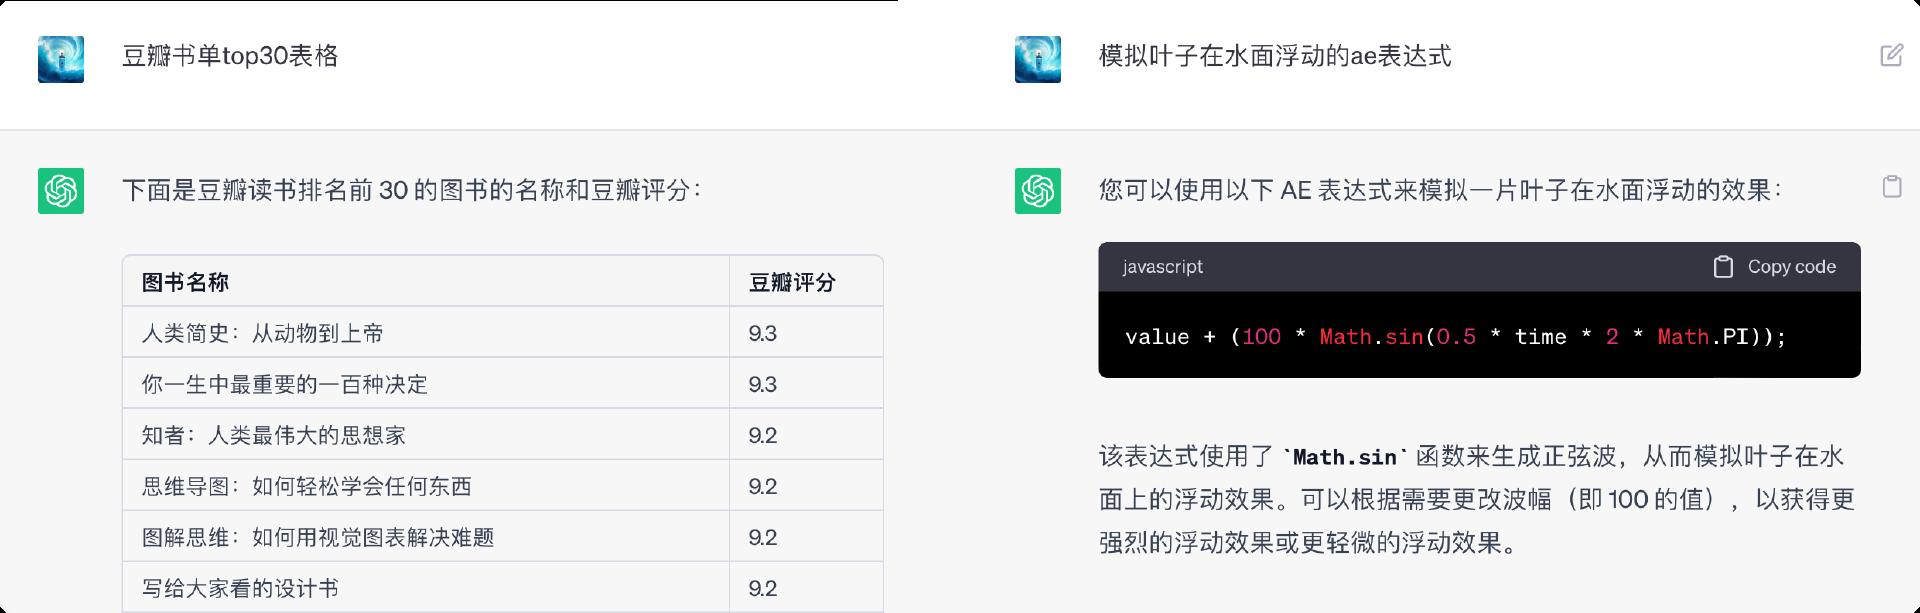 豆瓣书单top30表格
下面是豆瓣读书排名前 30 的图书的名称和豆瓣评分：
图书名称 豆瓣评分
人类简史：从动物到上帝 9.3
你一生中最重要的一百种决定 9.3
知者：人类最伟大的思想家 9.2
思维导图：如何轻松学会任何东西 9.2
图解思维：如何用视觉图表解决难题 9.2
写给大家看的设计书 9.2
模拟叶子在水面浮动的ae表达式
您可以使用以下 AE 表达式来模拟一片叶子在水面浮动的效果：
javascript Copy code
value + (100 * Math.sin(0.5 * time * 2 * Math.PI));
该表达式使用了 `Math.sin` 函数来生成正弦波，从而模拟叶子在水
面上的浮动效果。可以根据需要更改波幅（即 100 的值），以获得更
强烈的浮动效果或更轻微的浮动效果。